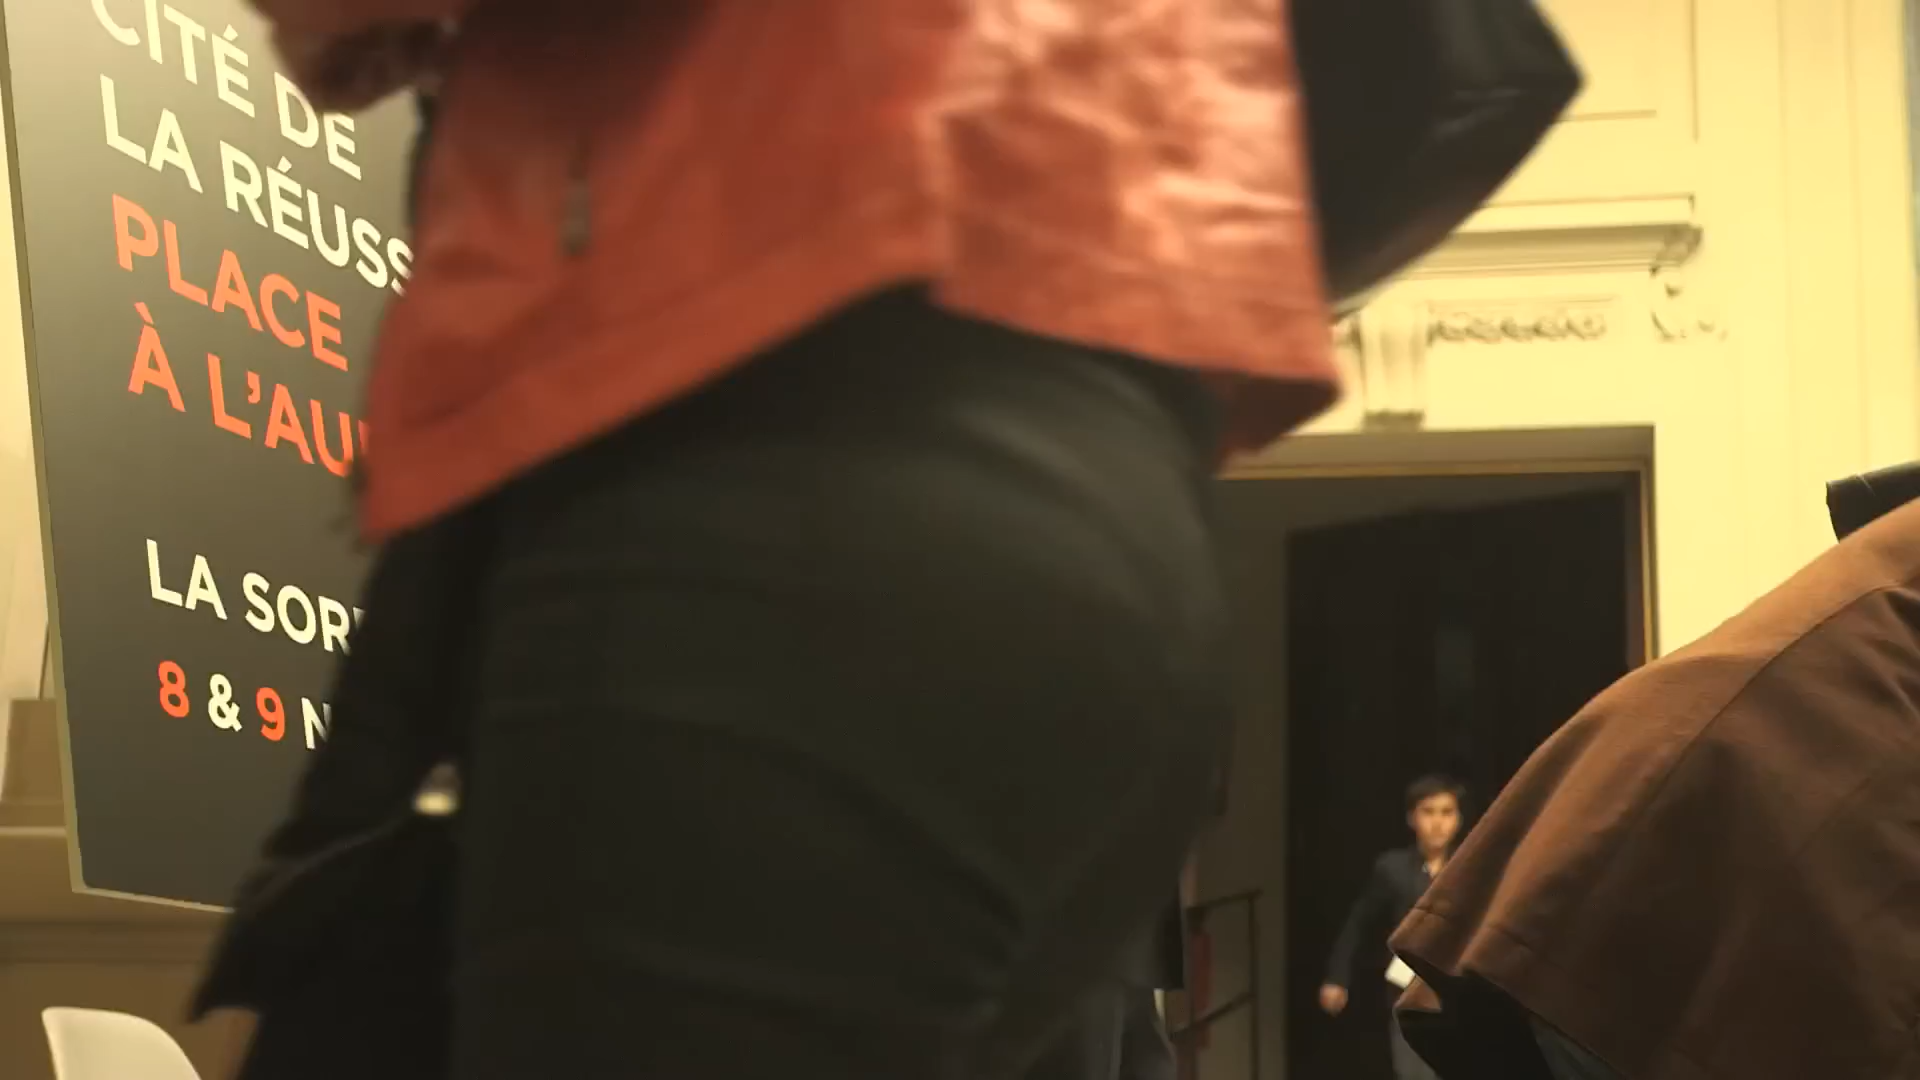 CITÉ DE
LA RÉUSS
PLACE
À L'AU
LA SOR
8 & 9 N